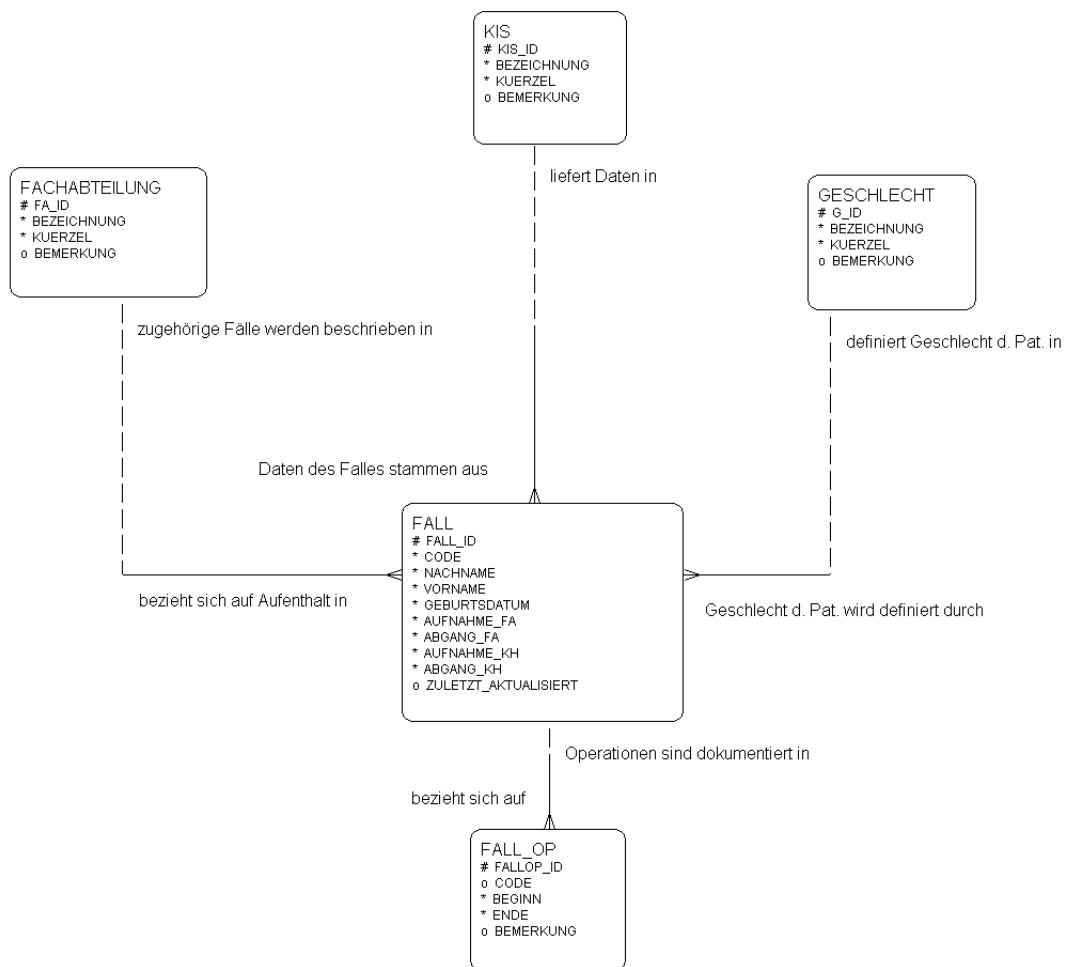 KIS
# KIS_ID
* BEZEICHNUNG
* KUERZEL
o BEMERKUNG
liefert Daten in
FACHABTEILUNG
# FA_ID
* BEZEICHNUNG
* KUERZEL
o BEMERKUNG
GESCHLECHT
# G_ID
* BEZEICHNUNG
* KUERZEL
o BEMERKUNG
zugehörige Fälle werden beschrieben in
definiert Geschlecht d. Pat. in
Daten des Falles stammen aus
FALL
# FALL_ID
* CODE
* NACHNAME
* VORNAME
* GEBURTSDATUM
* AUFNAHME_FA
* ABGANG_FA
* AUFNAHME_KH
* ABGANG_KH
o ZULETZT_AKTUALISIERT
bezieht sich auf Aufenthalt in
Geschlecht d. Pat. wird definiert durch
Operationen sind dokumentiert in
bezieht sich auf
FALL_OP
# FALLOP_ID
o CODE
* BEGINN
* ENDE
o BEMERKUNG